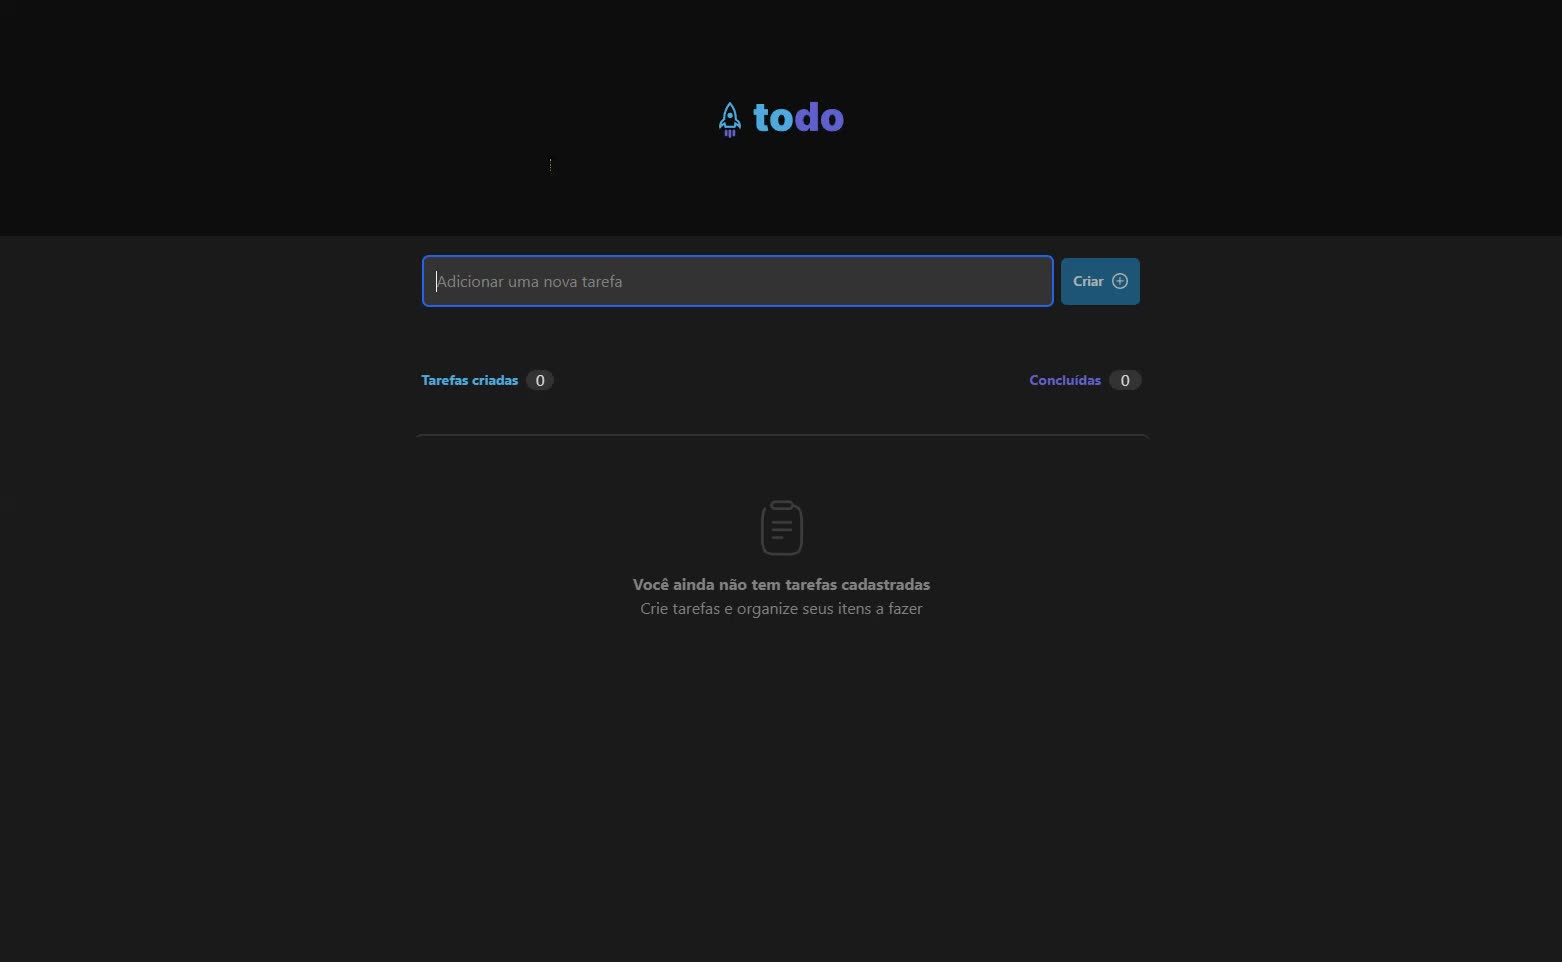 todo
Adicionar uma nova tarefa
Criar
Tarefas criadas 0
Concluídas 0
Você ainda não tem tarefas cadastradas
Crie tarefas e organize seus itens a fazer